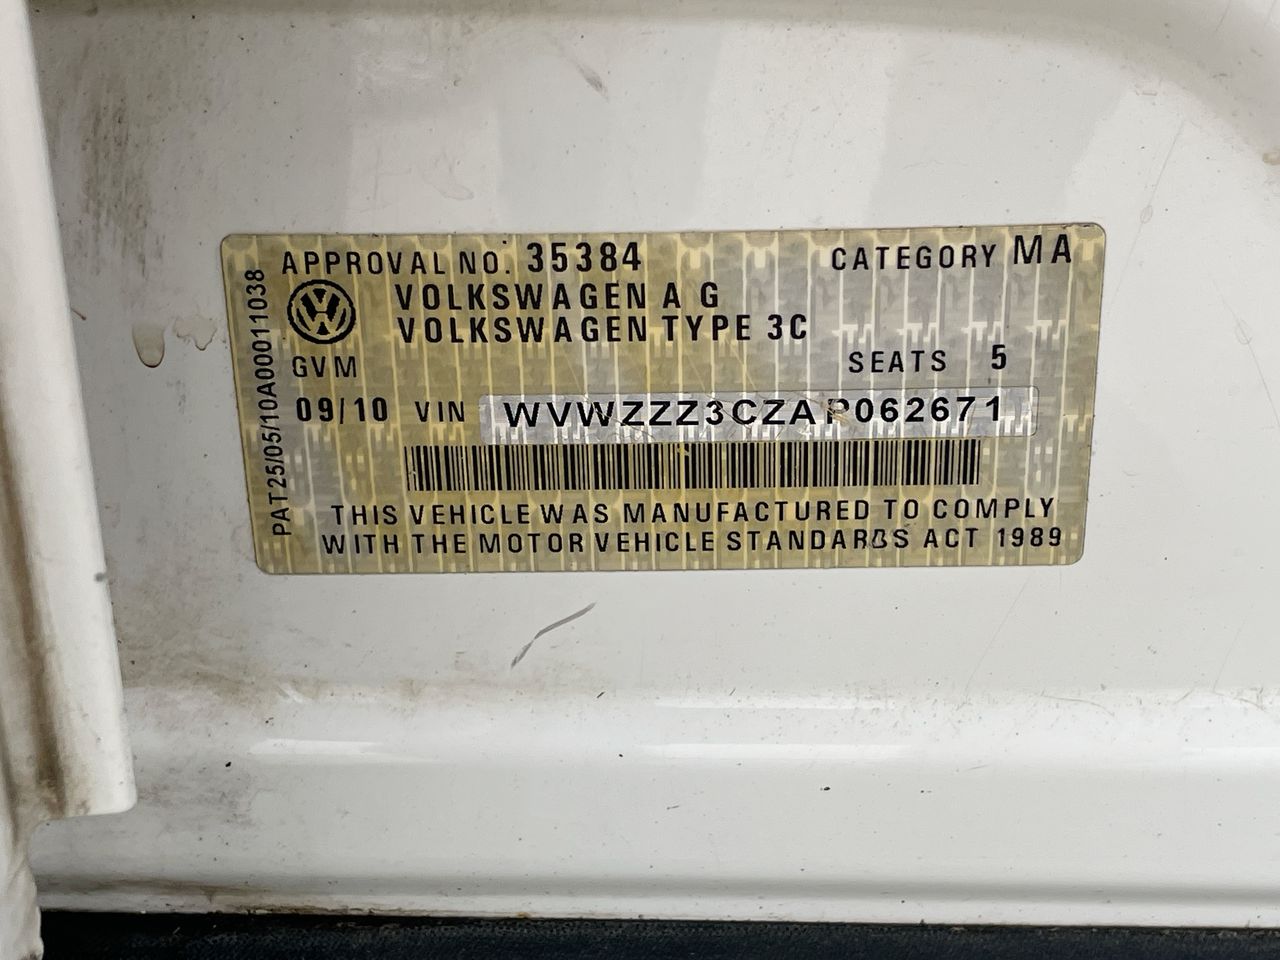 APPROVAL NO. 35384 CATEGORY MA
VOLKSWAGEN A G
VOLKSWAGEN TYPE 3C
GVM SEATS 5
09/10 VIN WVWZZZ3CZAP062671
THIS VEHICLE WAS MANUFACTURED TO COMPLY
WITH THE MOTOR VEHICLE STANDARDS ACT 1989
PAT25/05/10A00011038